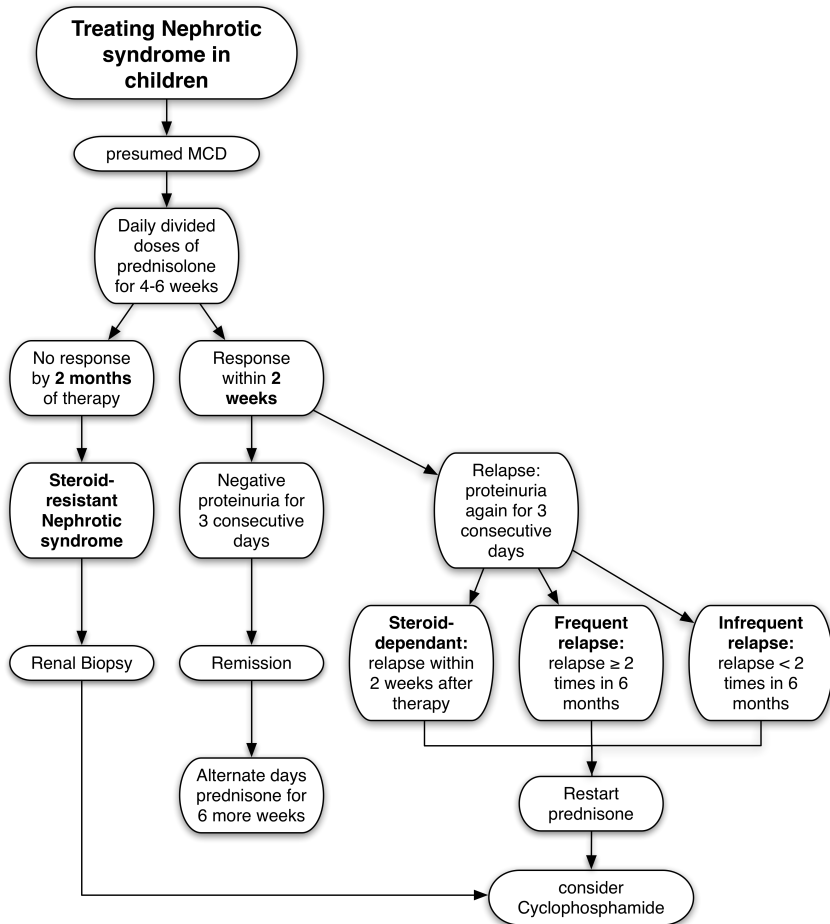 Treating Nephrotic
syndrome in
children
presumed MCD
Daily divided
doses of
prednisolone
for 4-6 weeks
No response
by 2 months
of therapy
Response
within 2
weeks
Steroid-
resistant
Nephrotic
syndrome
Negative
proteinuria for
3 consecutive
days
Relapse:
proteinuria
again for 3
consecutive
days
Renal Biopsy
Remission
Steroid-
dependant:
relapse within
2 weeks after
therapy
Frequent
relapse:
relapse ≥ 2
times in 6
months
Infrequent
relapse:
relapse < 2
times in 6
months
Alternate days
prednisone for
6 more weeks
Restart
prednisone
consider
Cyclophosphamide